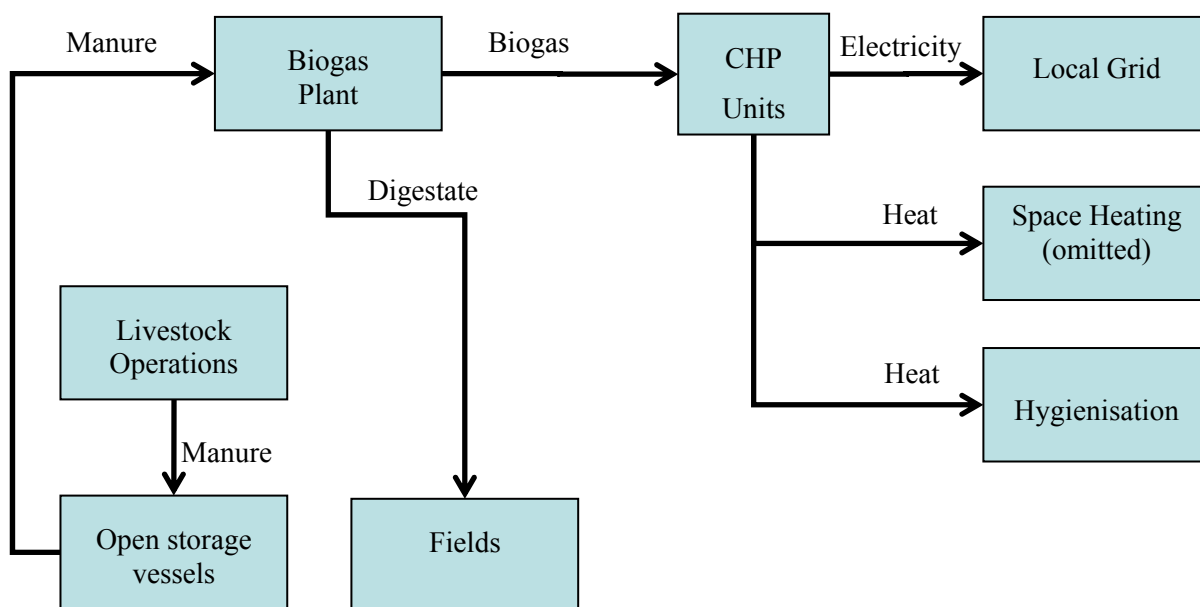 Manure
Biogas
Plant
Biogas
CHP
Units
Electricity
Local Grid
Digestate
Heat
Space Heating
(omitted)
Livestock
Operations
Heat
Hygienisation
Manure
Open storage
vessels
Fields